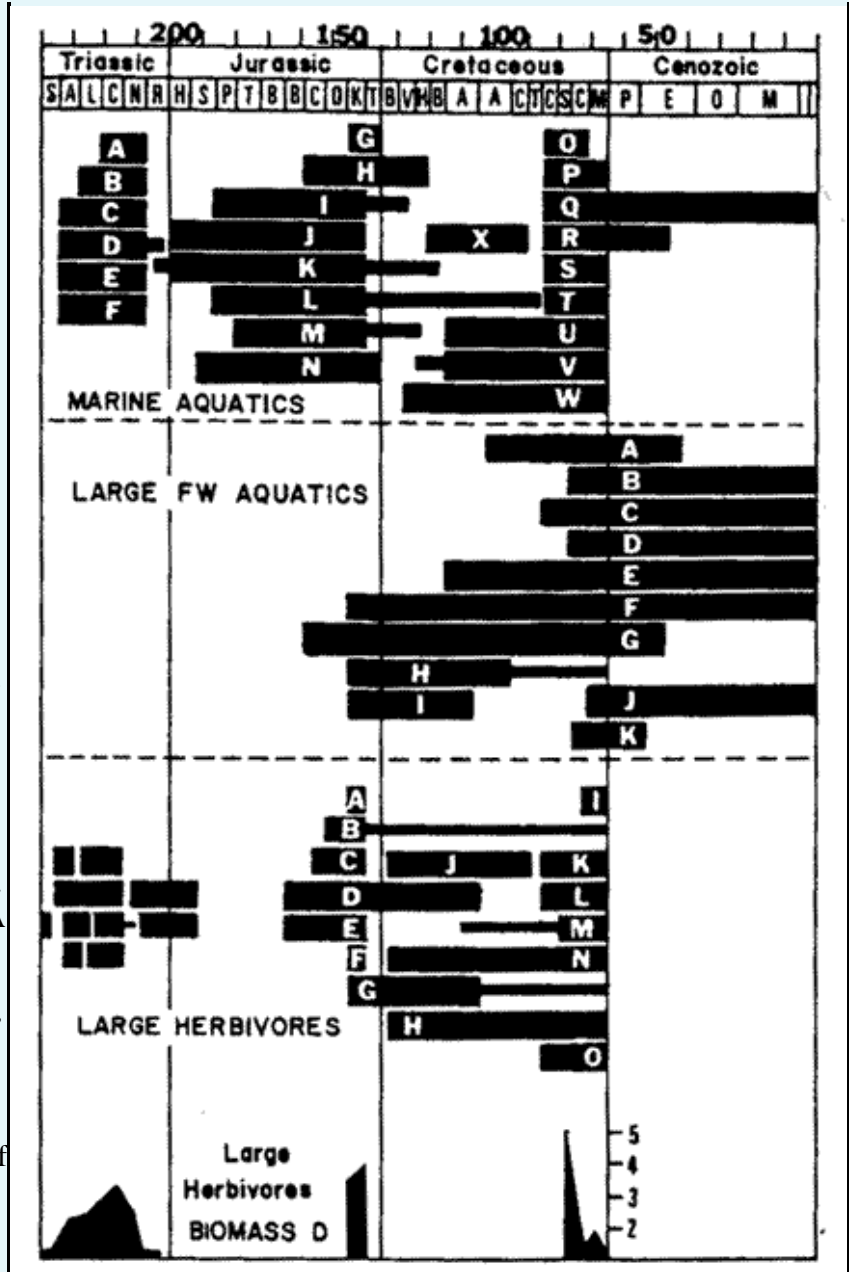 200 150 100 50
Triassic Jurassic Cretaceous Cenozoic
S A L C N R H S P T B B C O K T B V H B A A C T C S C M P E O M
A G O
B H P
C I Q
D J X R
E K S
F L T
M U
N V
MARINE AQUATICS W
A
LARGE FW AQUATICS B
C
D
E
F
G
H
I J
K
A I
B
C J K
D E L
E M
F N
G
LARGE HERBIVORES H
O
Large
Herbivores
BIOMASS D
5
4
3
2